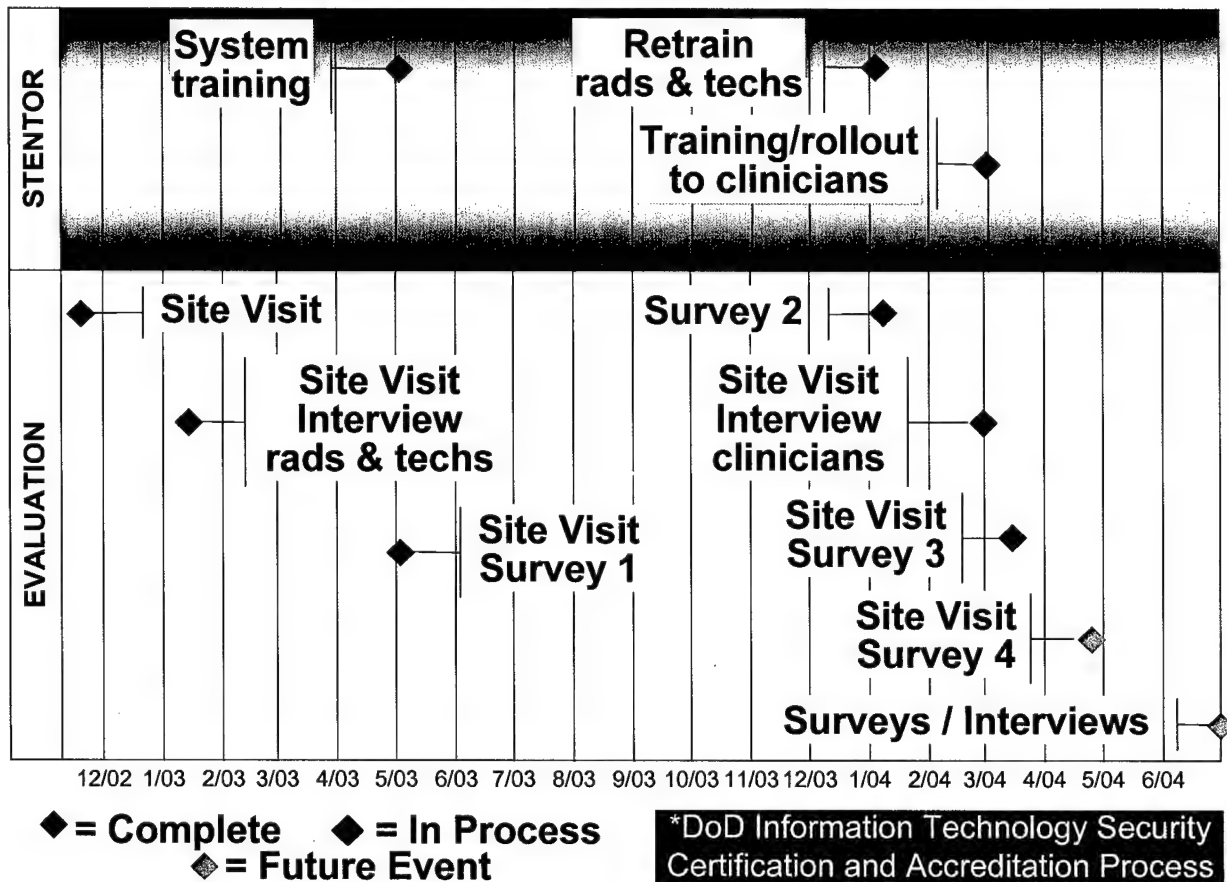 STENTOR
System
training
Retrain
rads & techs
Training/rollout
to clinicians
EVALUATION
Site Visit
Survey 2
Site Visit
Interview
rads & techs
Site Visit
Interview
clinicians
Site Visit
Survey 1
Site Visit
Survey 3
Site Visit
Survey 4
Surveys / Interviews
12/02 1/03 2/03 3/03 4/03 5/03 6/03 7/03 8/03 9/03 10/03 11/03 12/03 1/04 2/04 3/04 4/04 5/04 6/04
= Complete = In Process
= Future Event
*DoD Information Technology Security
Certification and Accreditation Process